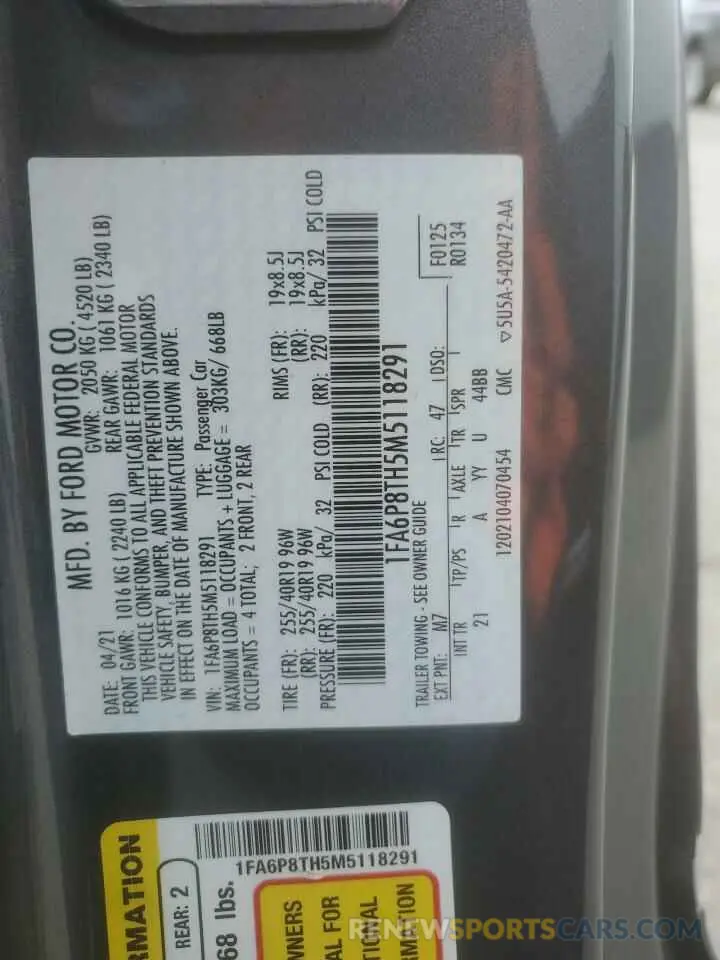 MFD. BY FORD MOTOR CO.
DATE: 04/21 GVWR: 2050 KG ( 4520 LB)
FRONT GAWR: 1016 KG ( 2240 LB) REAR GAWR: 1061 KG ( 2340 LB)
THIS VEHICLE CONFORMS TO ALL APPLICABLE FEDERAL MOTOR
VEHICLE SAFETY, BUMPER, AND THEFT PREVENTION STANDARDS
IN EFFECT ON THE DATE OF MANUFACTURE SHOWN ABOVE.
VIN: 1FA6P8TH5M5118291 TYPE: Passenger Car
MAXIMUM LOAD = OCCUPANTS + LUGGAGE = 303KG/ 668LB
OCCUPANTS = 4 TOTAL; 2 FRONT, 2 REAR
TIRE (FR): 255/40R19 96W RIMS (FR): 19x8.5J
(RR): 255/40R19 96W (RR): 19x8.5J
PRESSURE (FR): 220 kPa/ 32 PSI COLD (RR): 220 kPa/ 32 PSI COLD
1FA6P8TH5M5118291
TRAILER TOWING - SEE OWNER GUIDE F0125
EXT PNT: M7 RC: 47 DSO: R0134
INT TR TP/PS R AXLE TR SPR
21 A YY U 44BB
1202104070454 CMC ▽5U5A-5420472-AA
RMATION
REAR: 2
68 lbs.
1FA6P8TH5M5118291
WNERS
AL FOR
TIONAL
RMATION
RENEWSPORTSCARS.COM